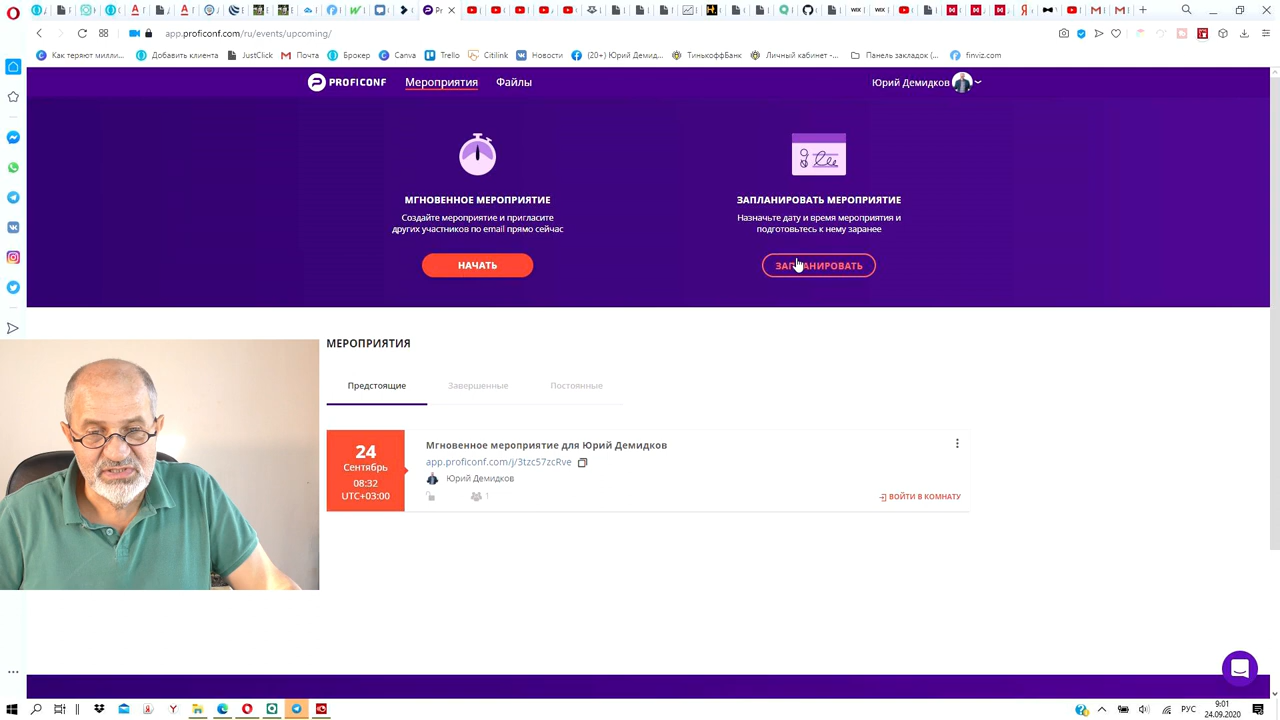 app.proficonf.com/ru/events/upcoming/
Как теряют милли...
Добавить клиента
JustClick
Почта
Брокер
Canva
Trello
Citilink
Новости
(20+) Юрий Демид...
ТинькоффБанк
Личный кабинет -...
Панель закладок (...
finviz.com
PROFICONF
Мероприятия
Файлы
Юрий Демидков
МГНОВЕННОЕ МЕРОПРИЯТИЕ
Создайте мероприятие и пригласите
других участников по email прямо сейчас
НАЧАТЬ
ЗАПЛАНИРОВАТЬ МЕРОПРИЯТИЕ
Назначьте дату и время мероприятия и
подготовьтесь к нему заранее
ЗАПЛАНИРОВАТЬ
МЕРОПРИЯТИЯ
Предстоящие
Завершенные
Постоянные
24
Сентябрь
08:32
UTC+03:00
Мгновенное мероприятие для Юрий Демидков
app.proficonf.com/j/3tzc57zcRve
Юрий Демидков
1
ВОЙТИ В КОМНАТУ
РУС
9:01
24.09.2020